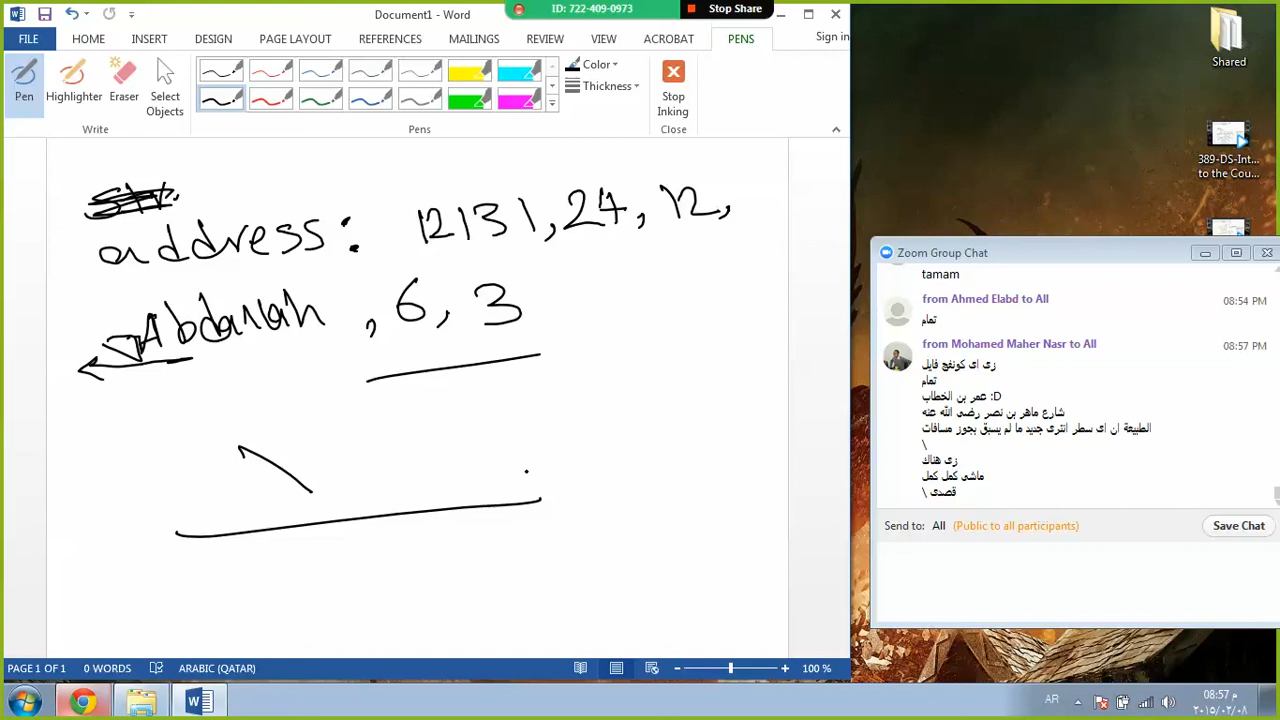 Document1 - Word
ID: 722-409-0973
Stop Share
FILE
HOME
INSERT
DESIGN
PAGE LAYOUT
REFERENCES
MAILINGS
REVIEW
VIEW
ACROBAT
PENS
Sign in
Pen
Highlighter
Eraser
Select Objects
Color
Thickness
Stop Inking
Write
Pens
Close
address: 12131, 24, 12,
Abdallah , 6, 3
PAGE 1 OF 1
0 WORDS
ARABIC (QATAR)
100 %
Shared
389-DS-Int...
to the Cou...
Zoom Group Chat
tamam
from Ahmed Elabd to All
08:54 PM
تمام
from Mohamed Maher Nasr to All
08:57 PM
زى اى كونفج فايل
تمام
عمر بن الخطاب :D
شارع ماهر بن نصر رضى الله عنه
الطبيعة ان اى سطر انترى جديد ما لم يسبق بجوز مسافات
\
زى هناك
ماشى كمل كمل
قصدى \
Send to: All (Public to all participants)
Save Chat
AR
08:57 م
٢٠١٥/٠٢/٠٨